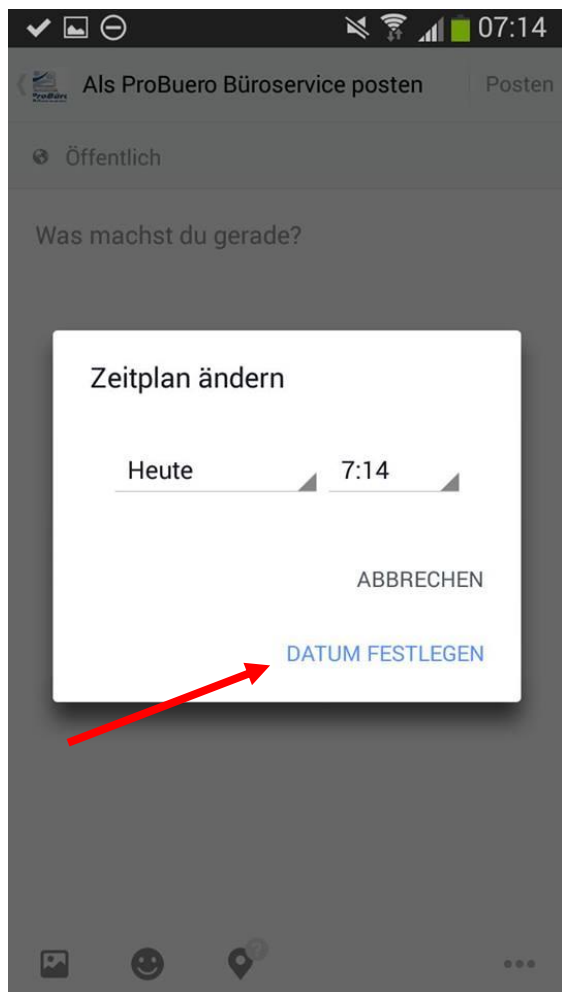 07:14
Als ProBuero Büroservice posten Posten
Öffentlich
Was machst du gerade?
Zeitplan ändern
Heute 7:14
ABBRECHEN
DATUM FESTLEGEN
?